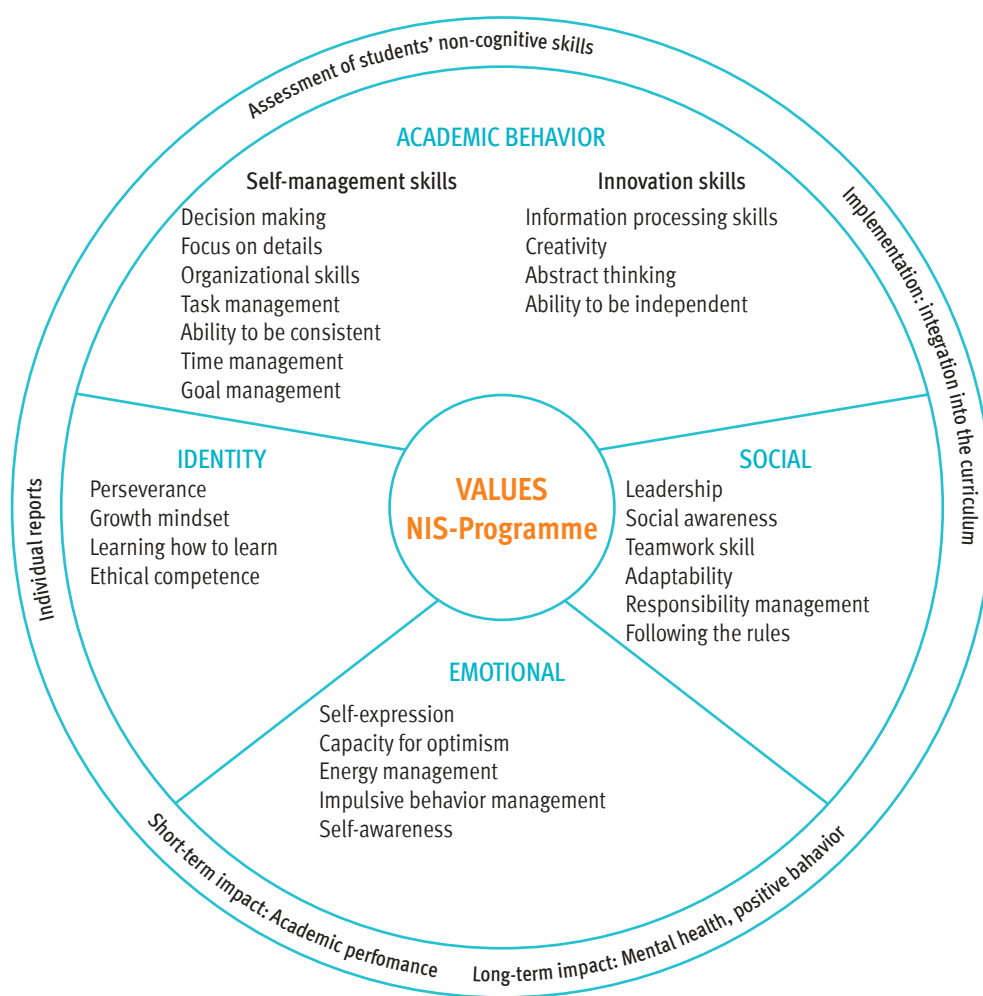 Assessment of students' non-cognitive skills
ACADEMIC BEHAVIOR
Self-management skills
Decision making
Focus on details
Organizational skills
Task management
Ability to be consistent
Time management
Goal management
Innovation skills
Information processing skills
Creativity
Abstract thinking
Ability to be independent
Implementation: integration into the curriculum
IDENTITY
Perseverance
Growth mindset
Learning how to learn
Ethical competence
VALUES
NIS-Programme
SOCIAL
Leadership
Social awareness
Teamwork skill
Adaptability
Responsibility management
Following the rules
Individual reports
EMOTIONAL
Self-expression
Capacity for optimism
Energy management
Impulsive behavior management
Self-awareness
Short-term impact: Academic perfomance
Long-term impact: Mental health, positive bahavior